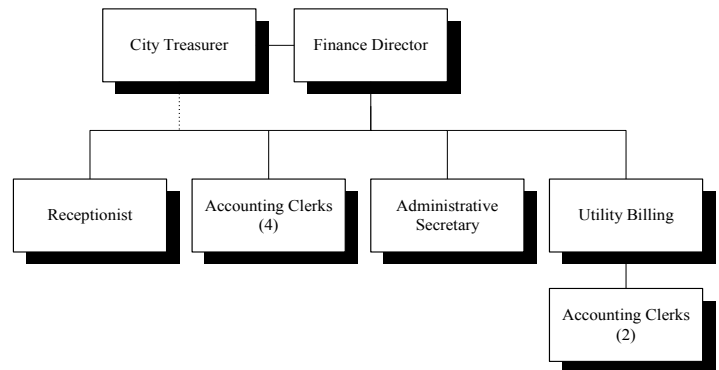 City Treasurer
Finance Director
Receptionist
Accounting Clerks
(4)
Administrative
Secretary
Utility Billing
Accounting Clerks
(2)